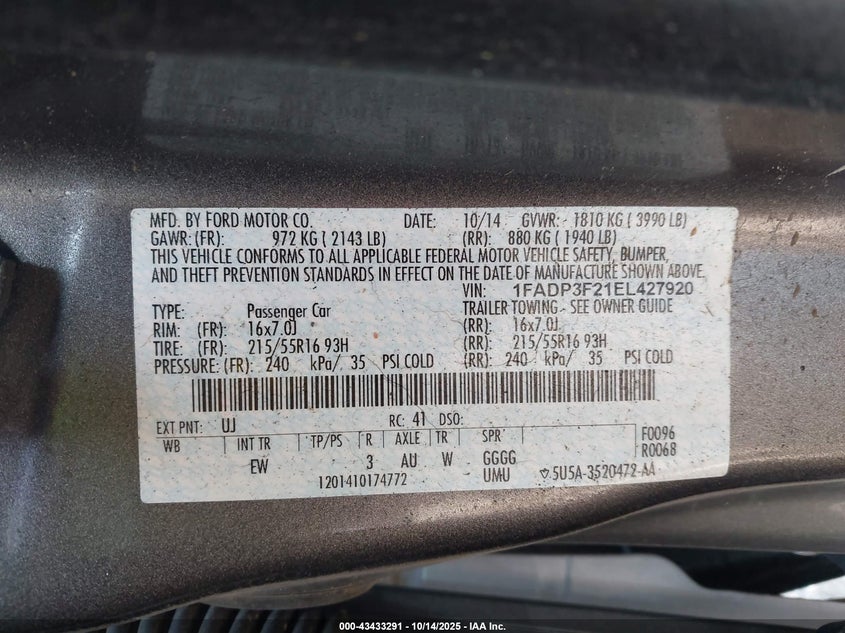 MFD. BY FORD MOTOR CO. DATE: 10/14 GVWR: 1810 KG ( 3990 LB)
GAWR: (FR): 972 KG ( 2143 LB) (RR): 880 KG ( 1940 LB)
THIS VEHICLE CONFORMS TO ALL APPLICABLE FEDERAL MOTOR VEHICLE SAFETY, BUMPER,
AND THEFT PREVENTION STANDARDS IN EFFECT ON THE DATE OF MANUFACTURE SHOWN ABOVE.
VIN: 1FADP3F21EL427920
TYPE: Passenger Car TRAILER TOWING - SEE OWNER GUIDE
RIM: (FR): 16x7.0J (RR): 16x7.0J
TIRE: (FR): 215/55R16 93H (RR): 215/55R16 93H
PRESSURE: (FR): 240 kPa/ 35 PSI COLD (RR): 240 kPa/ 35 PSI COLD
EXT PNT: UJ RC: 41 DSO:
WB INT TR TP/PS R AXLE TR SPR F0096
R0068
EW 3 AU W GGGG
1201410174772 UMU 5U5A-3520472-AA
000-43433291 - 10/14/2025 - IAA Inc.